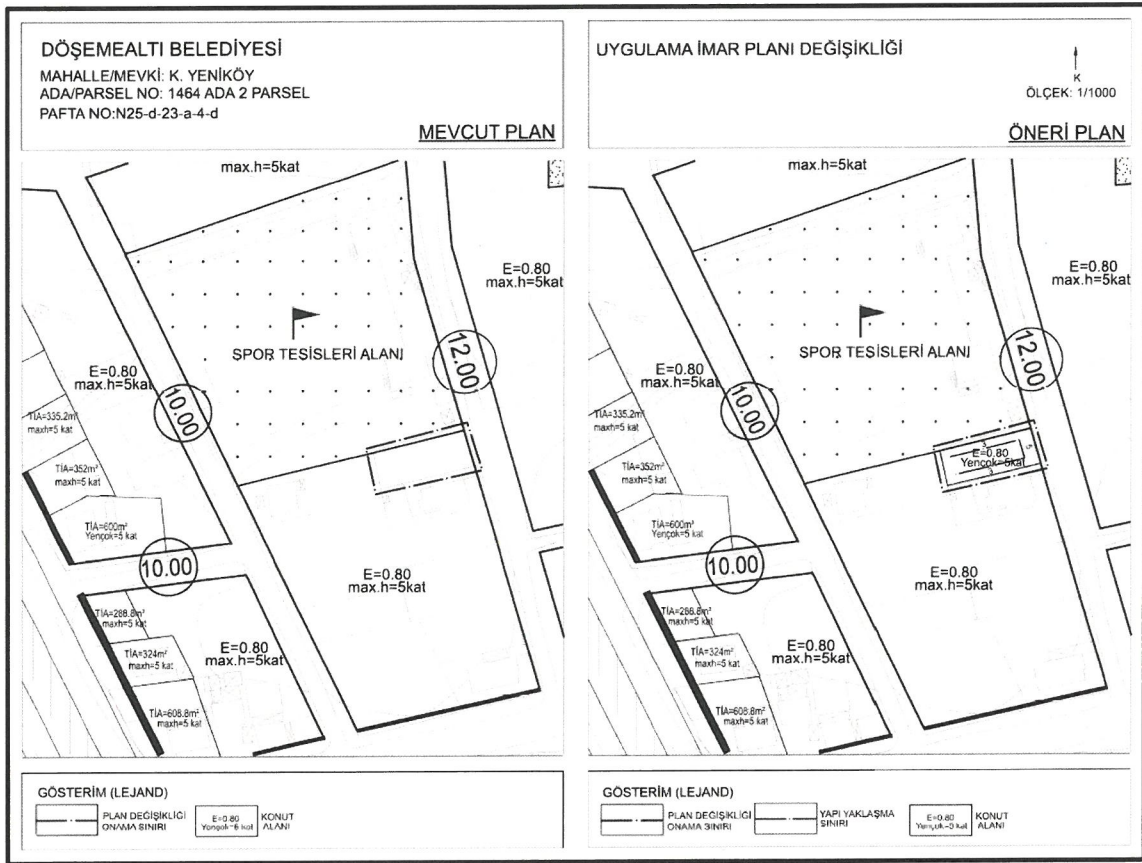 DÖŞEMEALTI BELEDİYESİ
MAHALLE/MEVKİ: K. YENİKÖY
ADA/PARSEL NO: 1464 ADA 2 PARSEL
PAFTA NO:N25-d-23-a-4-d
MEVCUT PLAN
max.h=5kat
E=0.80
max.h=5kat
SPOR TESİSLERİ ALANI
12.00
E=0.80
max.h=5kat
10.00
TİA=335.2m²
maxh=5 kat
TİA=352m²
maxh=5 kat
TİA=600m²
Yençok=5 kat
10.00
E=0.80
max.h=5kat
TİA=288.8m²
maxh=5 kat
TİA=324m²
maxh=5 kat
E=0.80
max.h=5kat
TİA=608.8m²
maxh=5 kat
GÖSTERİM (LEJAND)
PLAN DEĞİŞİKLİĞİ
ONAMA SINIRI
E=0.80
KONUT
ALANI
UYGULAMA İMAR PLANI DEĞİŞİKLİĞİ
K
ÖLÇEK: 1/1000
ÖNERİ PLAN
max.h=5kat
E=0.80
max.h=5kat
SPOR TESİSLERİ ALANI
12.00
E=0.80
max.h=5kat
10.00
TİA=335.2m²
maxh=5 kat
3
E=0.80
5
Yençok=5kat
3
TİA=352m²
maxh=5 kat
TİA=600m²
Yençok=5 kat
10.00
E=0.80
max.h=5kat
TİA=288.8m²
maxh=5 kat
TİA=324m²
maxh=5 kat
E=0.80
max.h=5kat
TİA=608.8m²
maxh=5 kat
GÖSTERİM (LEJAND)
PLAN DEĞİŞİKLİĞİ
ONAMA SINIRI
YAPI YAKLAŞMA
SINIRI
E=0.80
KONUT
ALANI